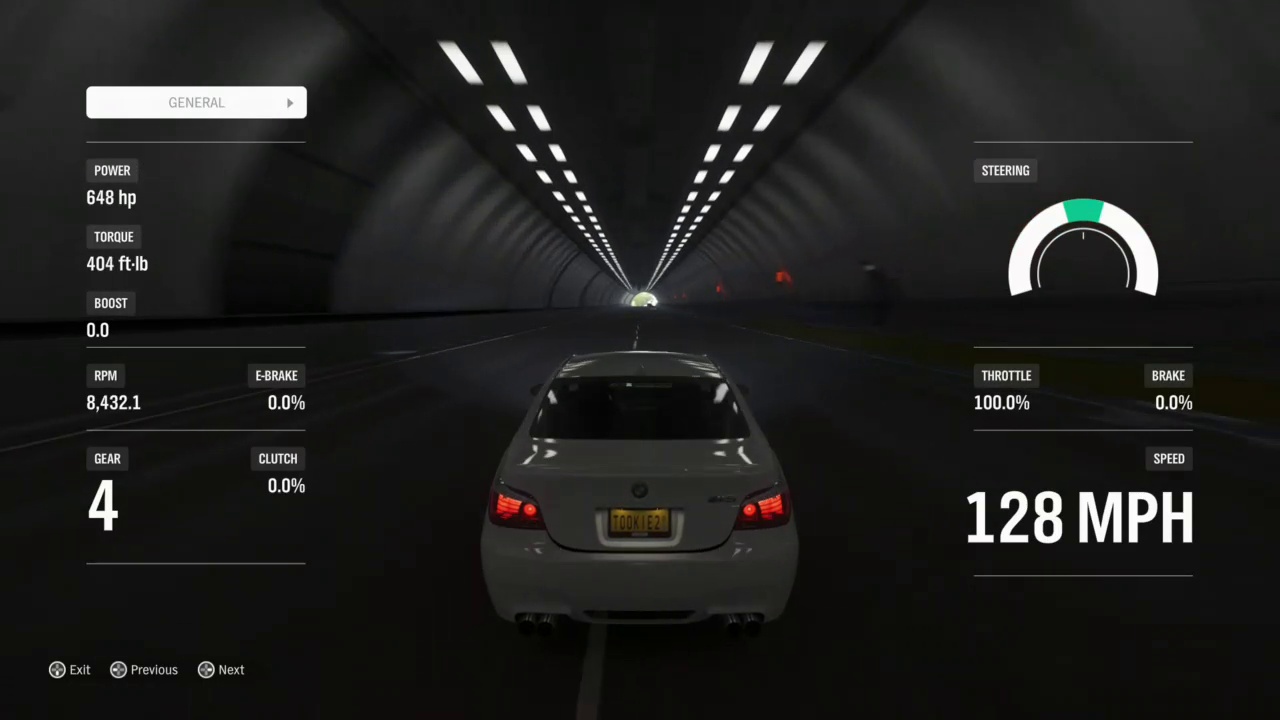 GENERAL
POWER
648 hp
TORQUE
404 ft·lb
BOOST
0.0
RPM
E-BRAKE
8,432.1
0.0%
GEAR
CLUTCH
4
0.0%
STEERING
THROTTLE
BRAKE
100.0%
0.0%
SPEED
128 MPH
TOOKIE2
Exit
Previous
Next